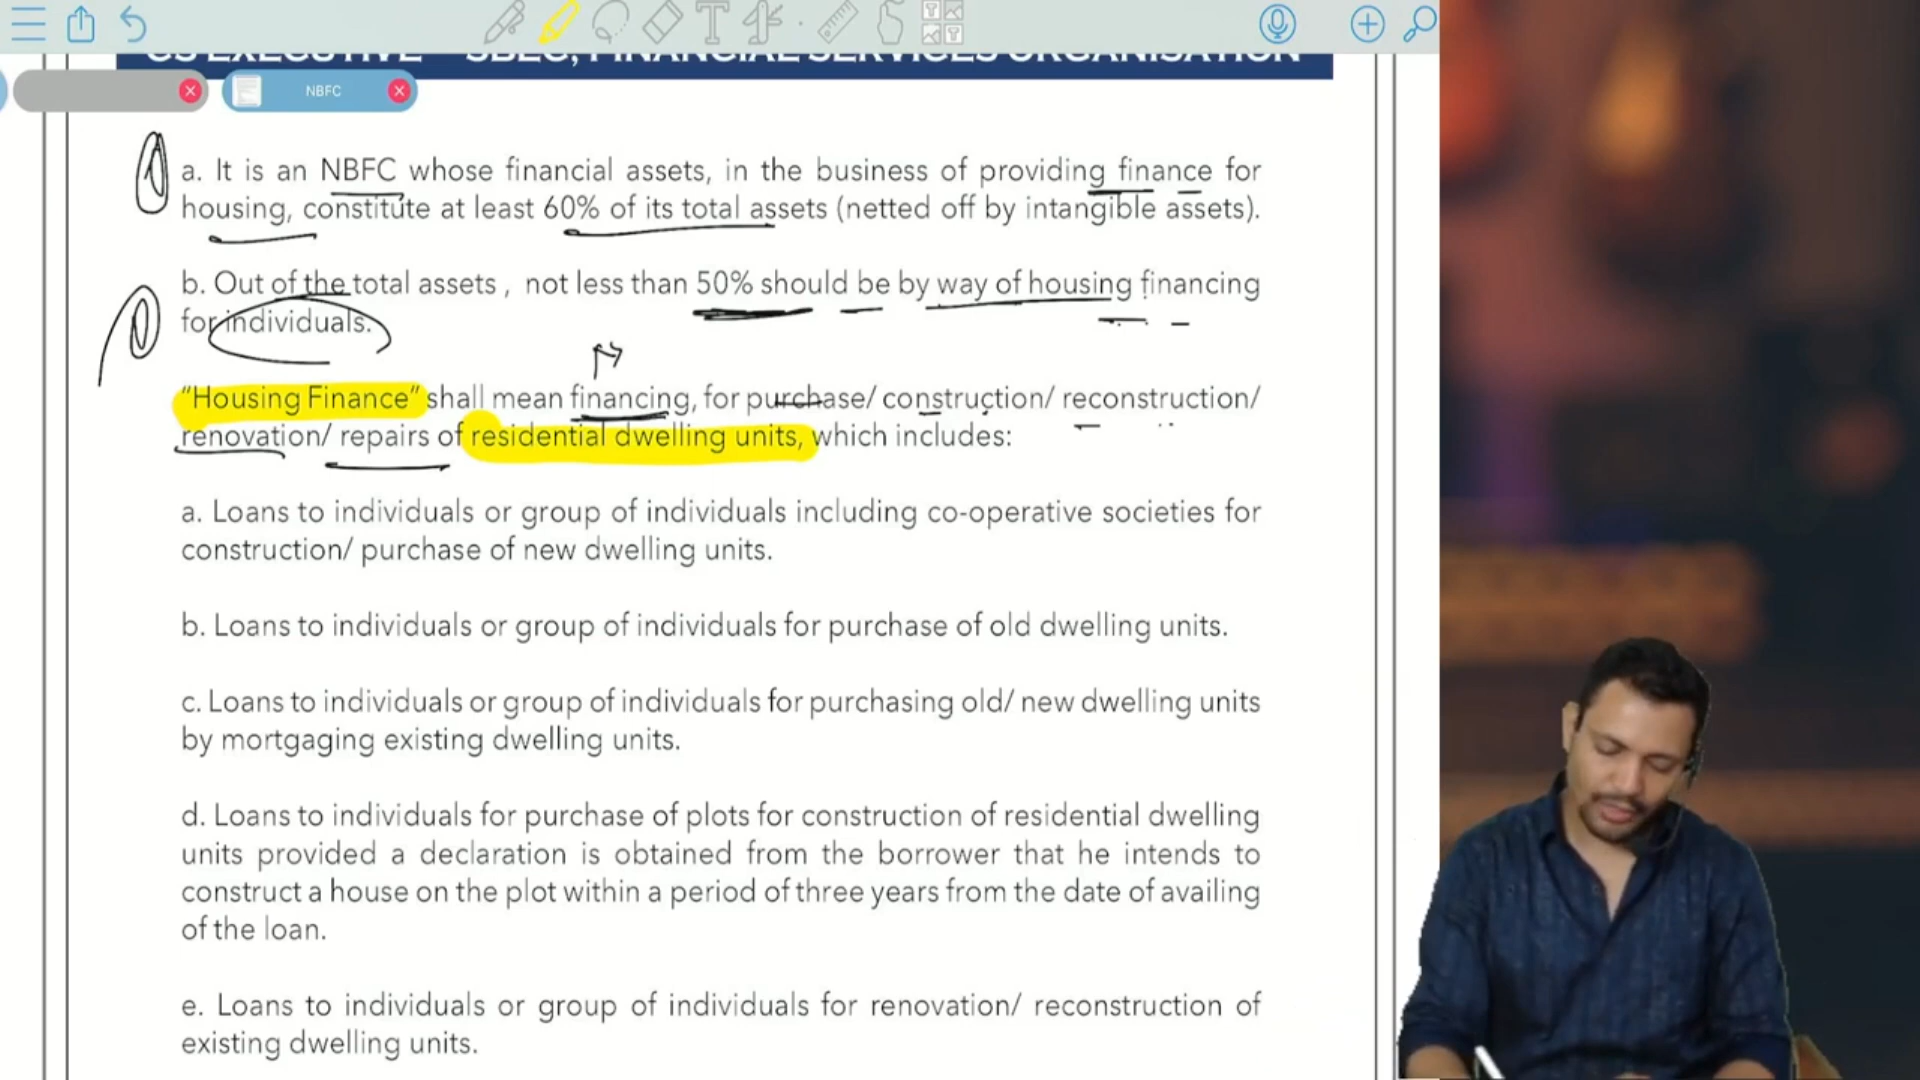 CS EXECUTIVE – SBEC, FINANCIAL SERVICES ORGANISATION
NBFC
a. It is an NBFC whose financial assets, in the business of providing finance for
housing, constitute at least 60% of its total assets (netted off by intangible assets).
b. Out of the total assets , not less than 50% should be by way of housing financing
for individuals.
“Housing Finance” shall mean financing, for purchase/ construction/ reconstruction/
renovation/ repairs of residential dwelling units, which includes:
a. Loans to individuals or group of individuals including co-operative societies for
construction/ purchase of new dwelling units.
b. Loans to individuals or group of individuals for purchase of old dwelling units.
c. Loans to individuals or group of individuals for purchasing old/ new dwelling units
by mortgaging existing dwelling units.
d. Loans to individuals for purchase of plots for construction of residential dwelling
units provided a declaration is obtained from the borrower that he intends to
construct a house on the plot within a period of three years from the date of availing
of the loan.
e. Loans to individuals or group of individuals for renovation/ reconstruction of
existing dwelling units.